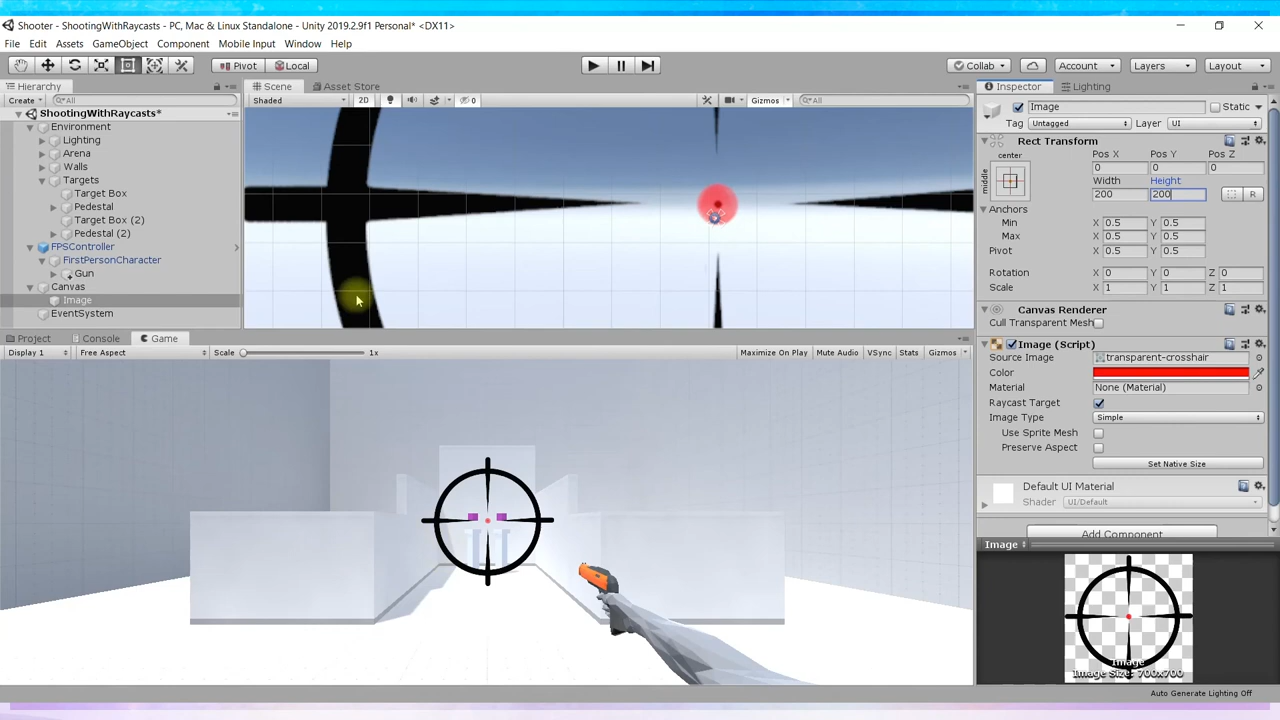 Shooter - ShootingWithRaycasts - PC, Mac & Linux Standalone - Unity 2019.2.9f1 Personal* <DX11>
File Edit Assets GameObject Component Mobile Input Window Help
Pivot Local Collab Account Layers Layout
Hierarchy Scene Asset Store Inspector Lighting
Create All Shaded 2D 0 Gizmos All Image Static
ShootingWithRaycasts* Tag Untagged Layer UI
Environment
Lighting
Arena
Walls
Targets
Target Box
Pedestal
Target Box (2)
Pedestal (2)
FPSController
FirstPersonCharacter
Gun
Canvas
Image
EventSystem
Rect Transform
center
middle
Pos X Pos Y Pos Z
0 0 0
Width Height
200 200 R
Anchors
Min X 0.5 Y 0.5
Max X 0.5 Y 0.5
Pivot X 0.5 Y 0.5
Rotation X 0 Y 0 Z 0
Scale X 1 Y 1 Z 1
Canvas Renderer
Cull Transparent Mesh
Image (Script)
Source Image transparent-crosshair
Color
Material None (Material)
Raycast Target
Image Type Simple
Use Sprite Mesh
Preserve Aspect
Set Native Size
Default UI Material
Shader UI/Default
Add Component
Image
Image
Image Size: 700x700
Project Console Game
Display 1 Free Aspect Scale 1x Maximize On Play Mute Audio VSync Stats Gizmos
Auto Generate Lighting Off